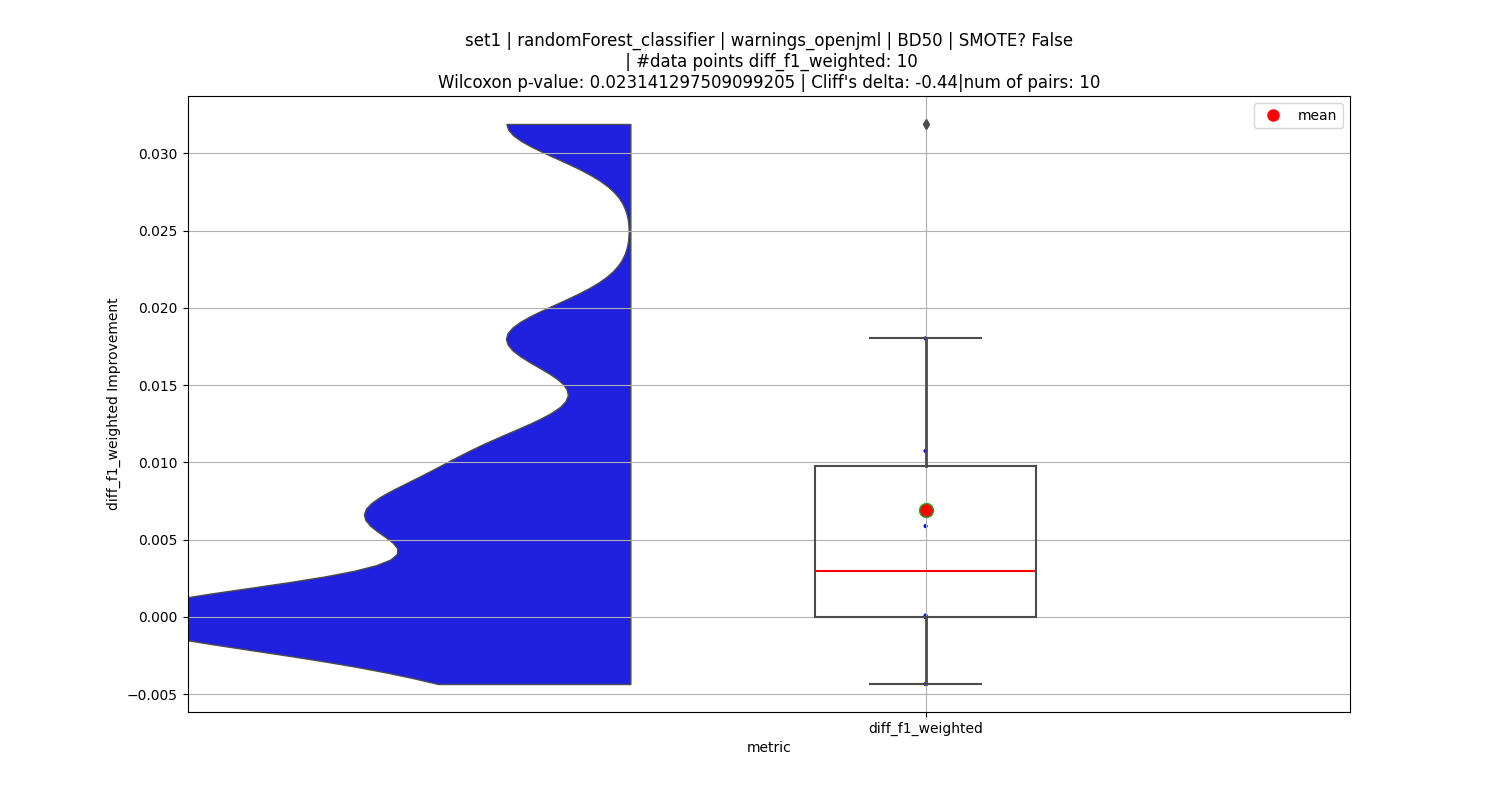 set1 | randomForest_classifier | warnings_openjml | BD50 | SMOTE? False
| #data points diff_f1_weighted: 10
Wilcoxon p-value: 0.023141297509099205 | Cliff's delta: -0.44|num of pairs: 10
mean
0.030
0.025
0.020
0.015
0.010
0.005
0.000
−0.005
diff_f1_weighted Improvement
diff_f1_weighted
metric